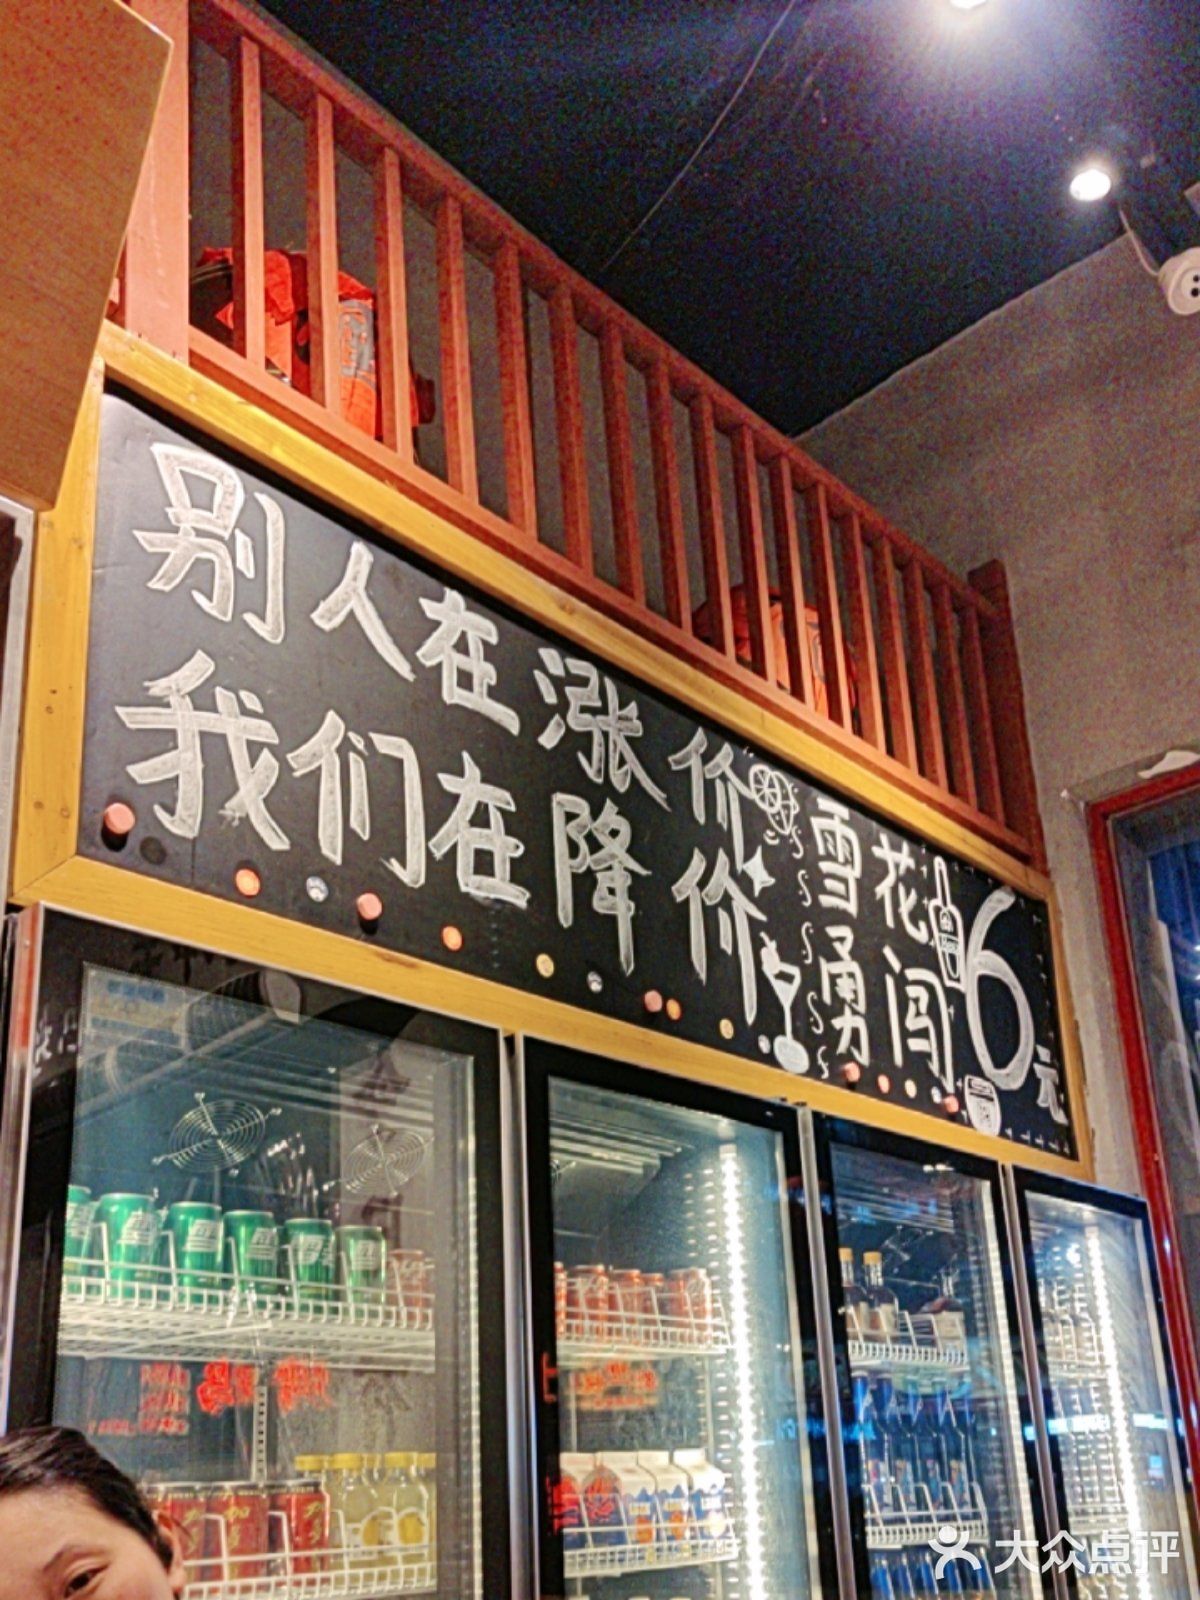 别人在涨价
我们在降价
雪花
勇闯
6元
大众点评